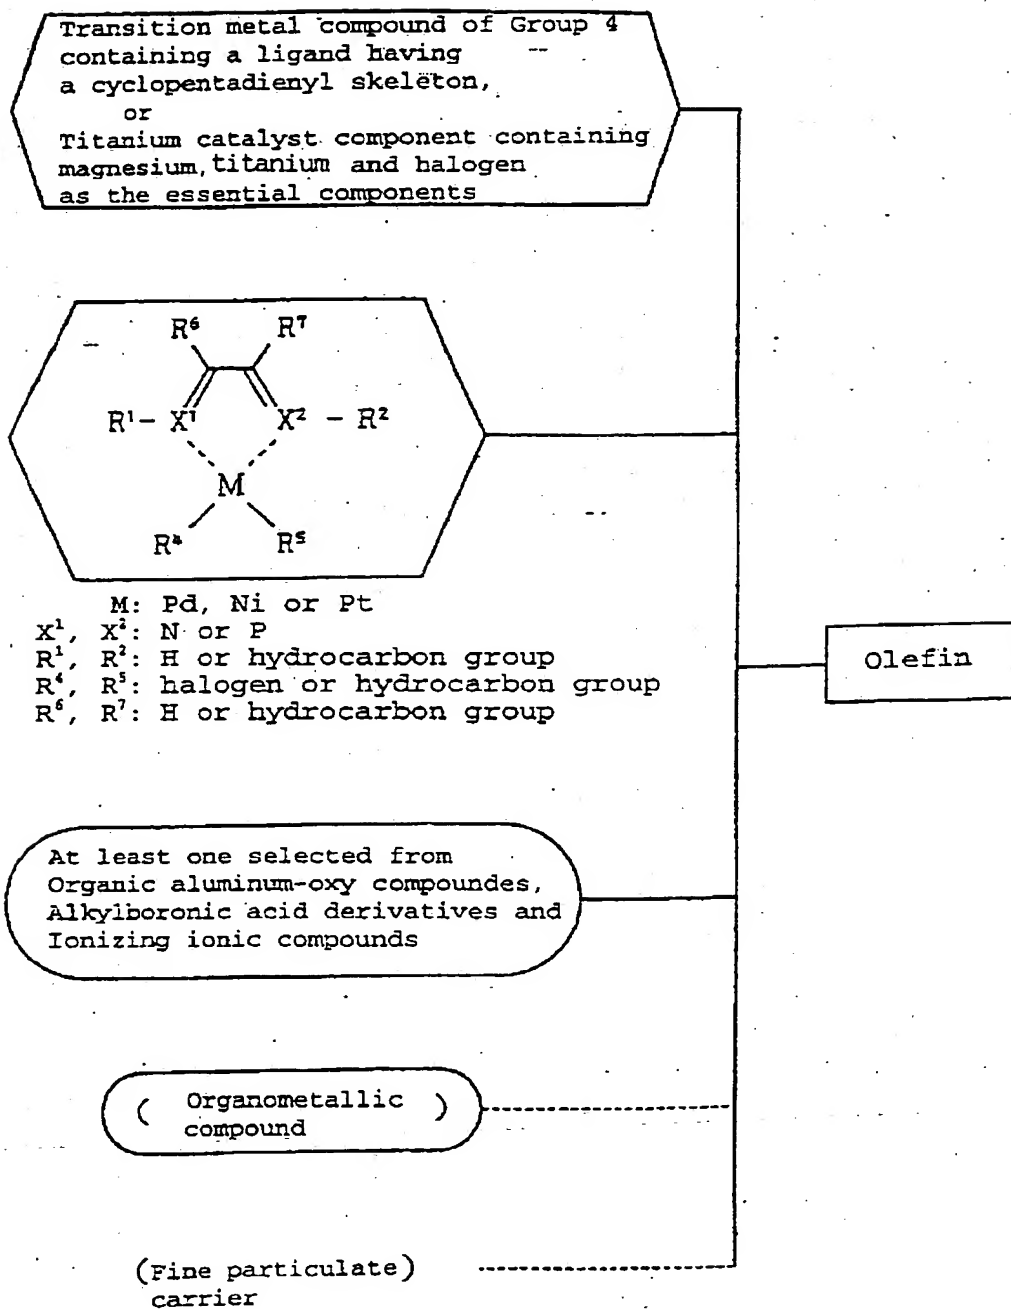 Transition metal compound of Group 4
containing a ligand having
a cyclopentadienyl skeleton,
or
Titanium catalyst component containing
magnesium, titanium and halogen
as the essential components
R⁶ R⁷
R¹ – X¹ X² – R²
M
R⁴ R⁵
M: Pd, Ni or Pt
X¹, X²: N or P
R¹, R²: H or hydrocarbon group
R⁴, R⁵: halogen or hydrocarbon group
R⁶, R⁷: H or hydrocarbon group
Olefin
At least one selected from
Organic aluminum-oxy compoundes,
Alkylboronic acid derivatives and
Ionizing ionic compounds
( Organometallic )
compound
(Fine particulate)
carrier